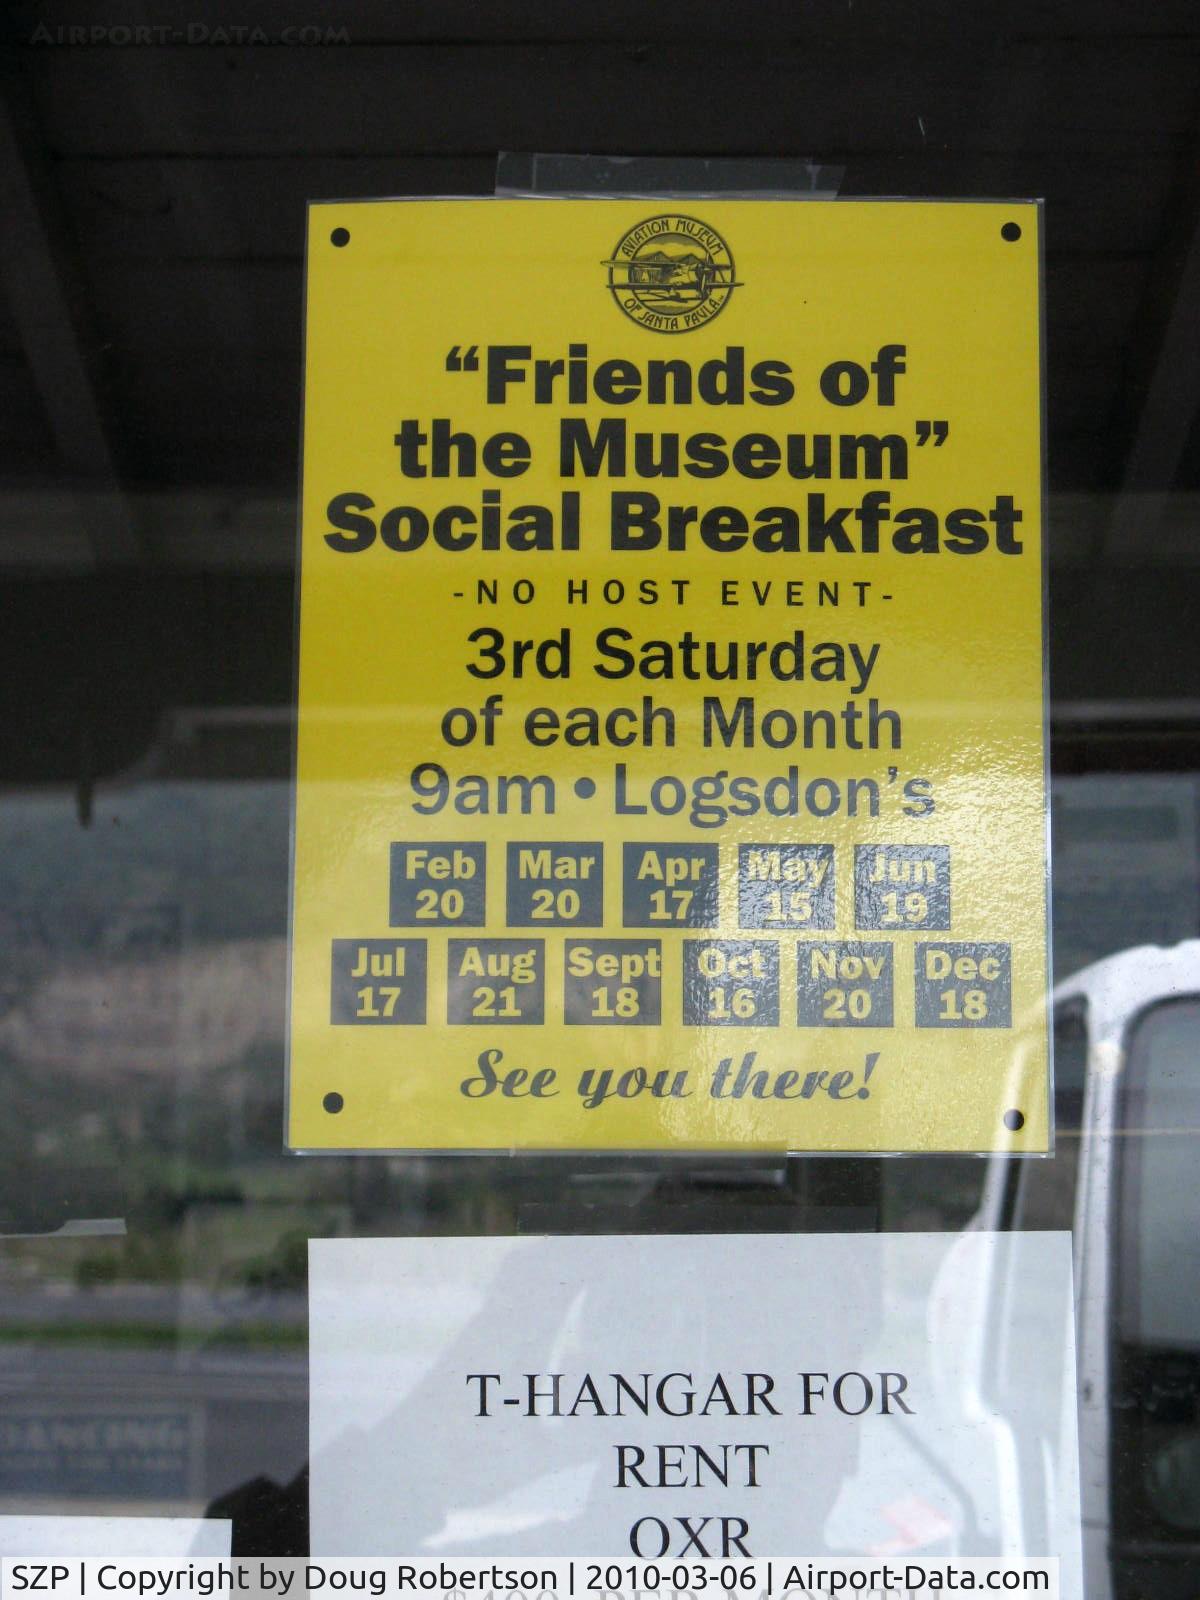 AIRPORT-DATA.COM
AVIATION MUSEUM
OF SANTA PAULA
“Friends of
the Museum”
Social Breakfast
-NO HOST EVENT-
3rd Saturday
of each Month
9am • Logsdon's
Feb 20 Mar 20 Apr 17 May 15 Jun 19
Jul 17 Aug 21 Sept 18 Oct 16 Nov 20 Dec 18
See you there!
T-HANGAR FOR
RENT
OXR
$400 PER MONTH
SZP | Copyright by Doug Robertson | 2010-03-06 | Airport-Data.com